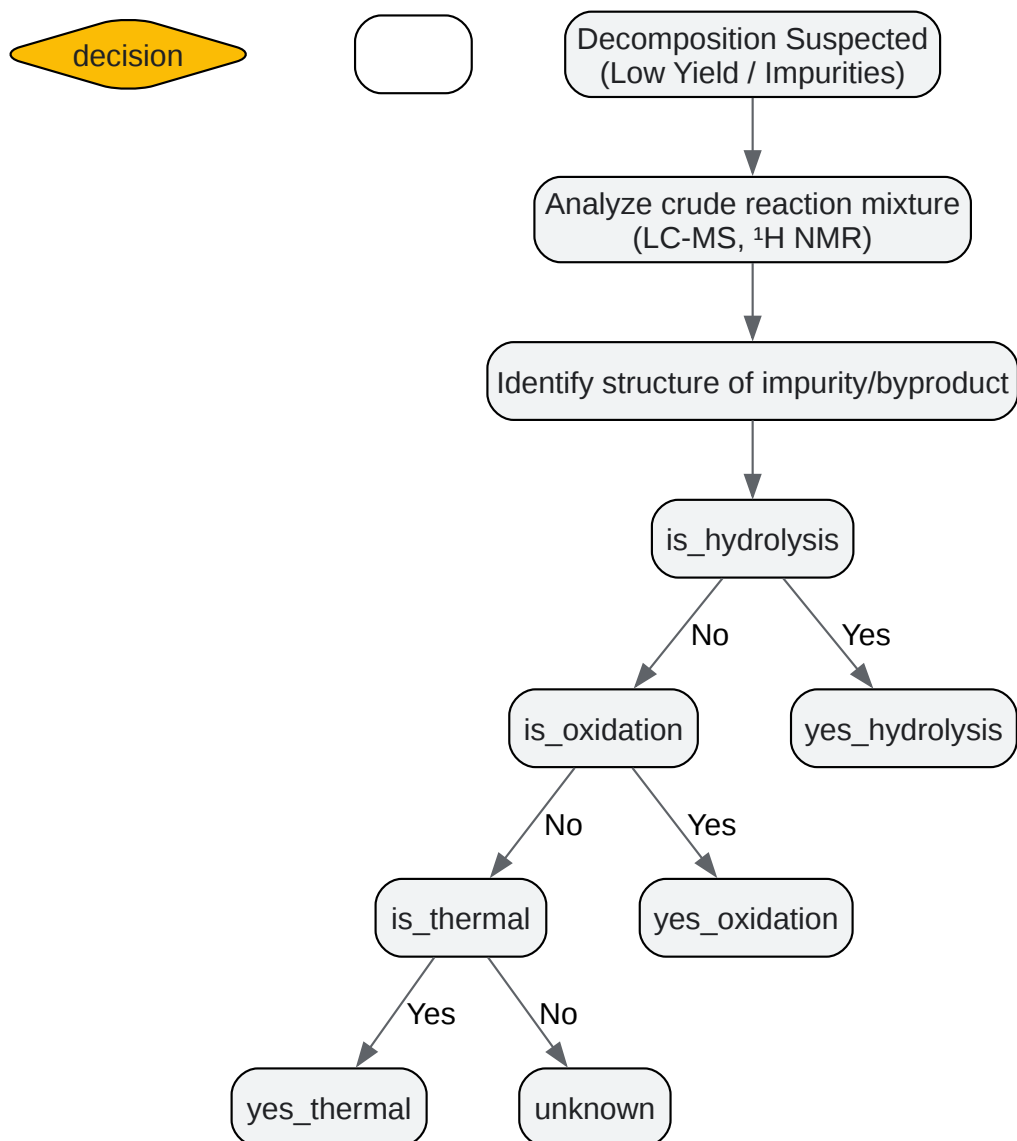 decision
Decomposition Suspected
(Low Yield / Impurities)
Analyze crude reaction mixture
(LC-MS, ¹H NMR)
Identify structure of impurity/byproduct
is_hydrolysis
No
Yes
is_oxidation
yes_hydrolysis
No
Yes
is_thermal
yes_oxidation
Yes
No
yes_thermal
unknown